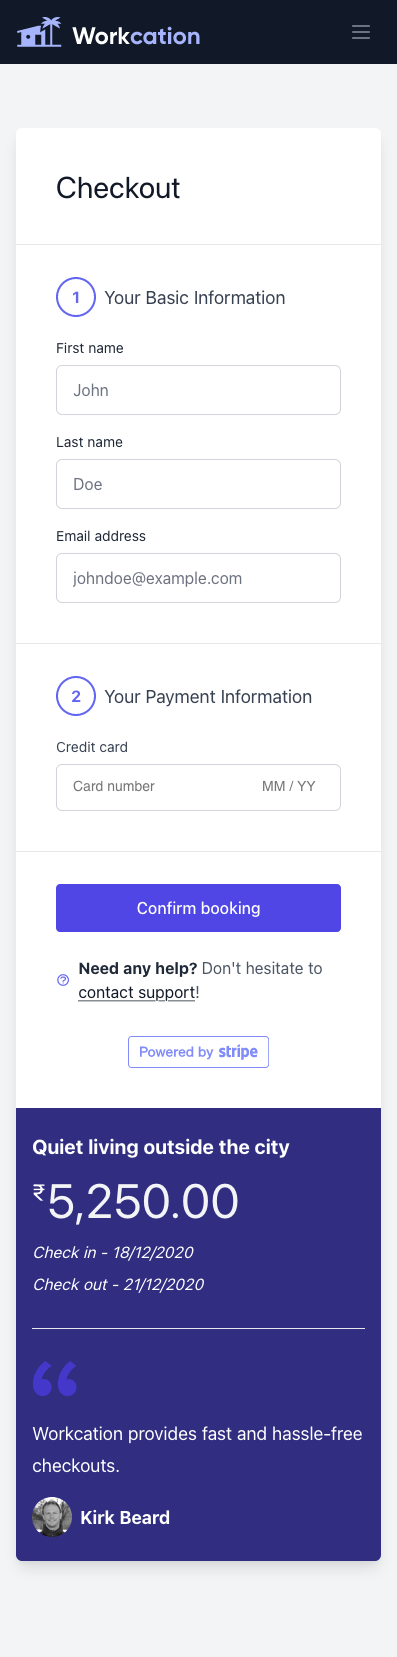 Workcation
Checkout
1 Your Basic Information
First name
John
Last name
Doe
Email address
johndoe@example.com
2 Your Payment Information
Credit card
Card number MM / YY
Confirm booking
Need any help? Don't hesitate to
contact support!
Powered by stripe
Quiet living outside the city
₹5,250.00
Check in - 18/12/2020
Check out - 21/12/2020
“
Workcation provides fast and hassle-free
checkouts.
Kirk Beard